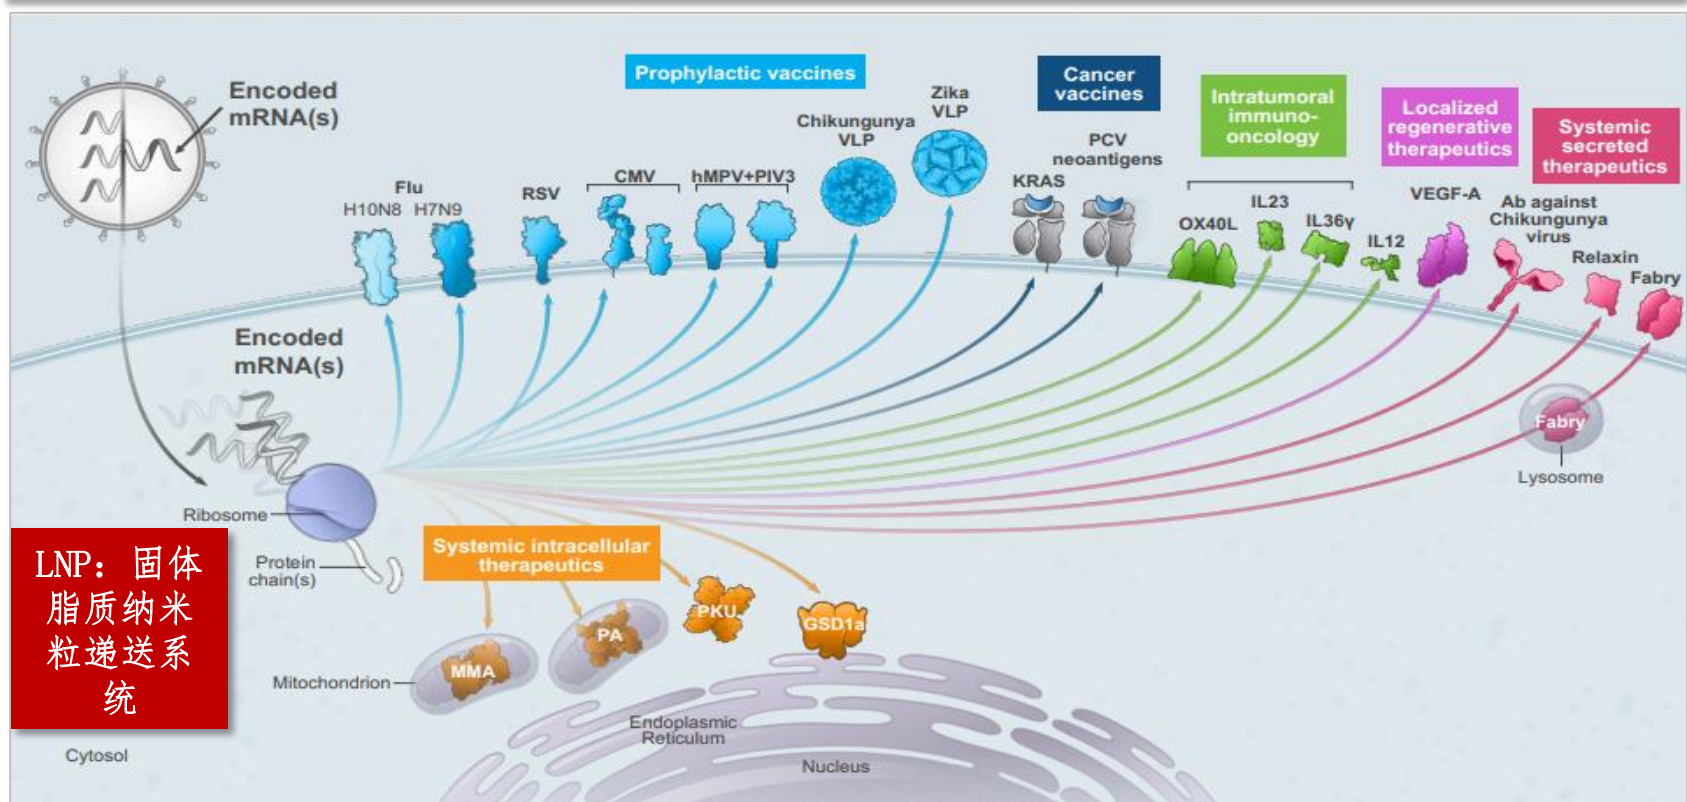 Encoded
mRNA(s)
Prophylactic vaccines
Cancer
vaccines
Intratumoral
immuno-
oncology
Localized
regenerative
therapeutics
Systemic
secreted
therapeutics
Flu
H10N8 H7N9
RSV
CMV
hMPV+PIV3
Chikungunya
VLP
Zika
VLP
KRAS
PCV
neoantigens
OX40L
IL23
IL36γ
IL12
VEGF-A
Ab against
Chikungunya
virus
Relaxin
Fabry
Encoded
mRNA(s)
Fabry
Lysosome
Ribosome
Protein
chain(s)
LNP：固体
脂质纳米
粒递送系
统
Systemic intracellular
therapeutics
MMA
PA
PKU
GSD1a
Mitochondrion
Endoplasmic
Reticulum
Nucleus
Cytosol